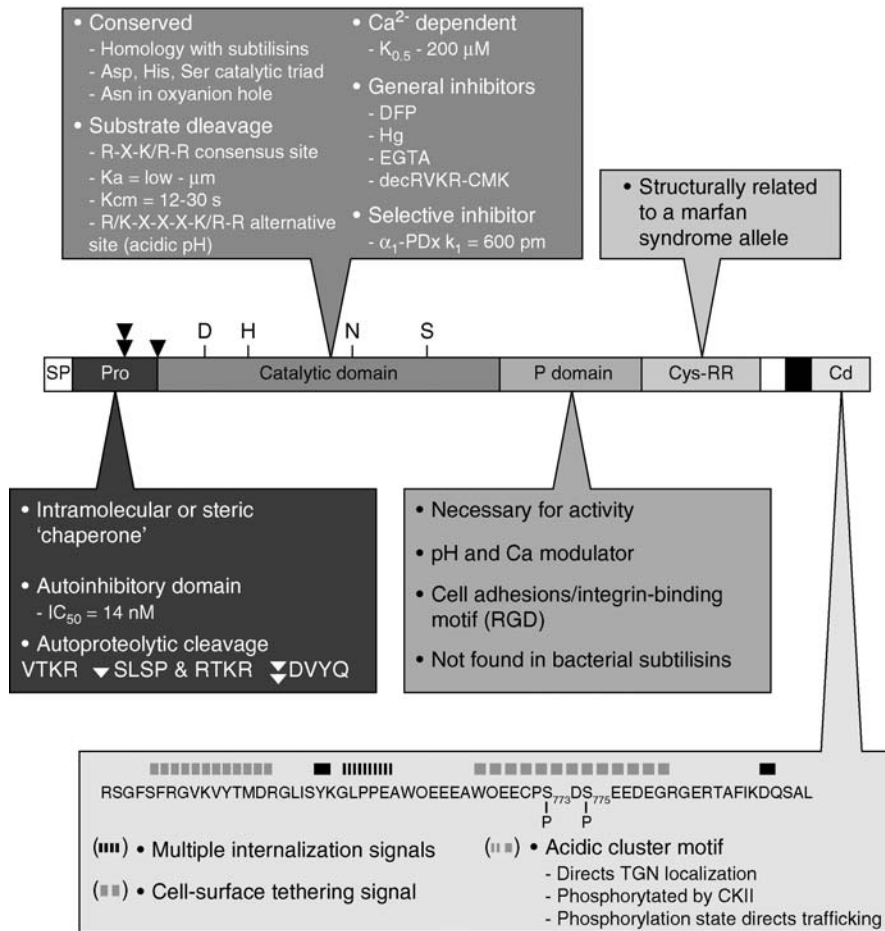 • Conserved
- Homology with subtilisins
- Asp, His, Ser catalytic triad
- Asn in oxyanion hole
• Substrate dleavage
- R-X-K/R-R consensus site
- Ka = low - μm
- Kcm = 12-30 s
- R/K-X-X-X-K/R-R alternative
site (acidic pH)
• Ca²⁻ dependent
- K₀.₅ - 200 μM
• General inhibitors
- DFP
- Hg
- EGTA
- decRVKR-CMK
• Selective inhibitor
- α₁-PDx k₁ = 600 pm
• Structurally related
to a marfan
syndrome allele
D H N S
SP Pro Catalytic domain P domain Cys-RR Cd
• Intramolecular or steric
'chaperone'
• Autoinhibitory domain
- IC₅₀ = 14 nM
• Autoproteolytic cleavage
VTKR SLSP & RTKR DVYQ
• Necessary for activity
• pH and Ca modulator
• Cell adhesions/integrin-binding
motif (RGD)
• Not found in bacterial subtilisins
RSGFSFRGVKVYTMDRGLISYKGLPPEAWOEEEAWOEECPS₇₇₃DS₇₇₅EEDEGRGERTAFIKDQSAL
P P
• Multiple internalization signals
• Cell-surface tethering signal
• Acidic cluster motif
- Directs TGN localization
- Phosphorytated by CKII
- Phosphorylation state directs trafficking